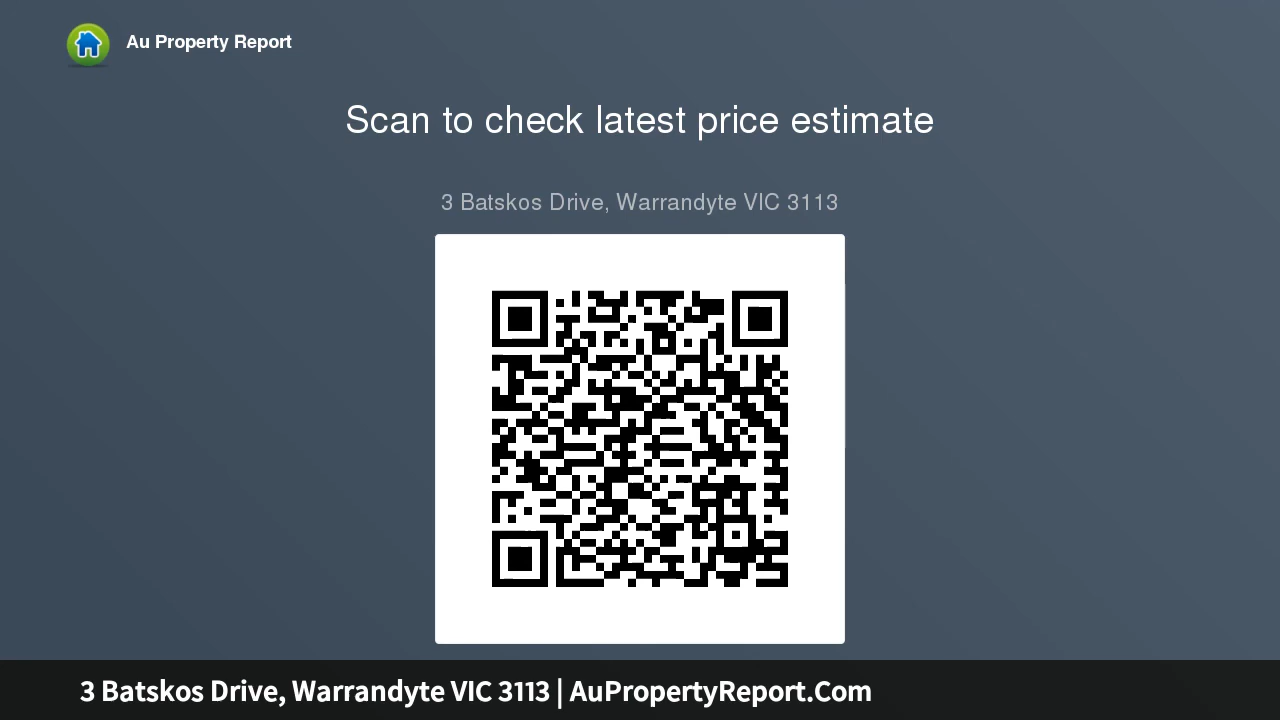 Au Property Report
Scan to check latest price estimate
3 Batskos Drive, Warrandyte VIC 3113
3 Batskos Drive, Warrandyte VIC 3113 | AuPropertyReport.Com